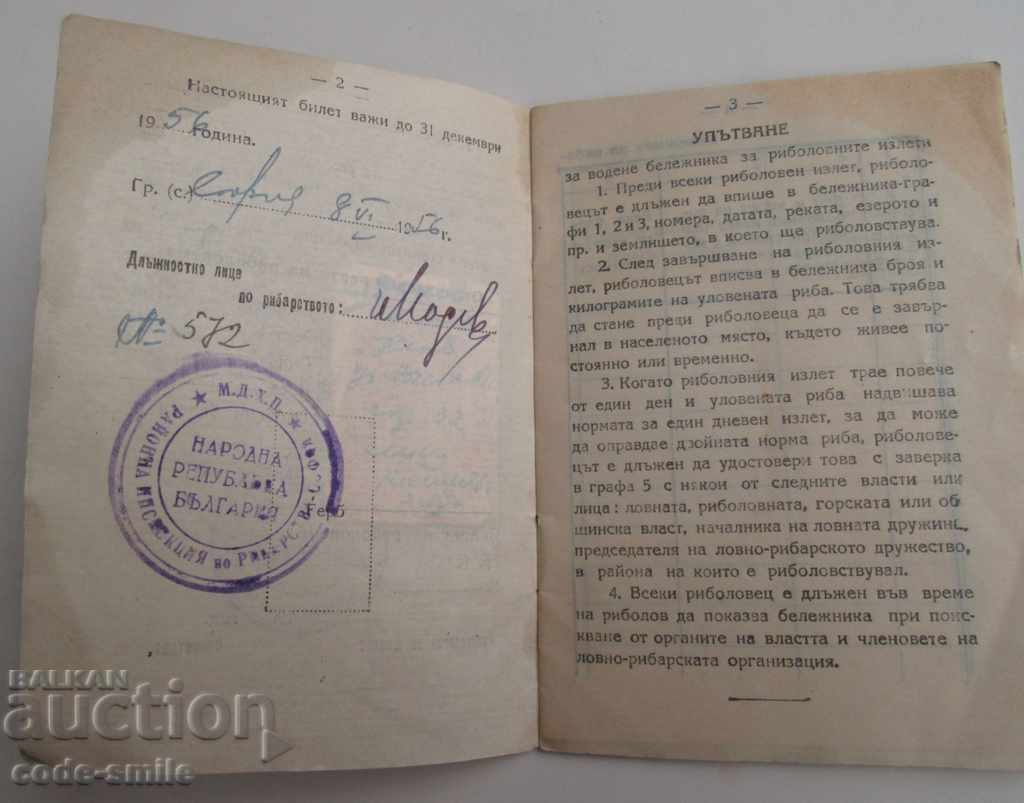 — 2 —
Настоящият билет важи до 31 декември
1956 година.
Гр. (с.) София 8 VI 1956 г.
Длъжностно лице
по рибарството:
№ 572
★ М.Д.Х.П. ★
РАЙОННА ИНСПЕКЦИЯ по РИБАРСТВО-СОФИЯ
НАРОДНА
РЕПУБЛИКА
БЪЛГАРИЯ
Герб
— 3 —
УПЪТВАНЕ
за водене бележника за риболовните излети
1. Преди всеки риболовен излет, риболо-
вецът е длъжен да впише в бележника-гра-
фи 1, 2 и 3, номера, датата, реката, езерото и
пр. и землището, в което ще риболовствува.
2. След завършване на риболовния из-
лет, риболовецът вписва в бележника броя и
килограмите на уловената риба. Това трябва
да стане преди риболовеца да се е завър-
нал в населеното място, където живее по-
стоянно или временно.
3. Когато риболовния излет трае повече
от един ден и уловената риба надвишава
нормата за един дневен излет, за да може
да оправдае двойната норма риба, риболове-
цът е длъжен да удостовери това с заверка
в графа 5 с някои от следните власти или
лица: ловната, риболовната, горската или об
шинска власт, началника на ловната дружина,
председателя на ловно-рибарското дружество,
в района на които е риболовствувал.
4. Всеки риболовец е длъжен във време
на риболов да показва бележника при поис-
кване от органите на властта и членовете на
ловно-рибарската организация.
BALKAN
auction
code-smile